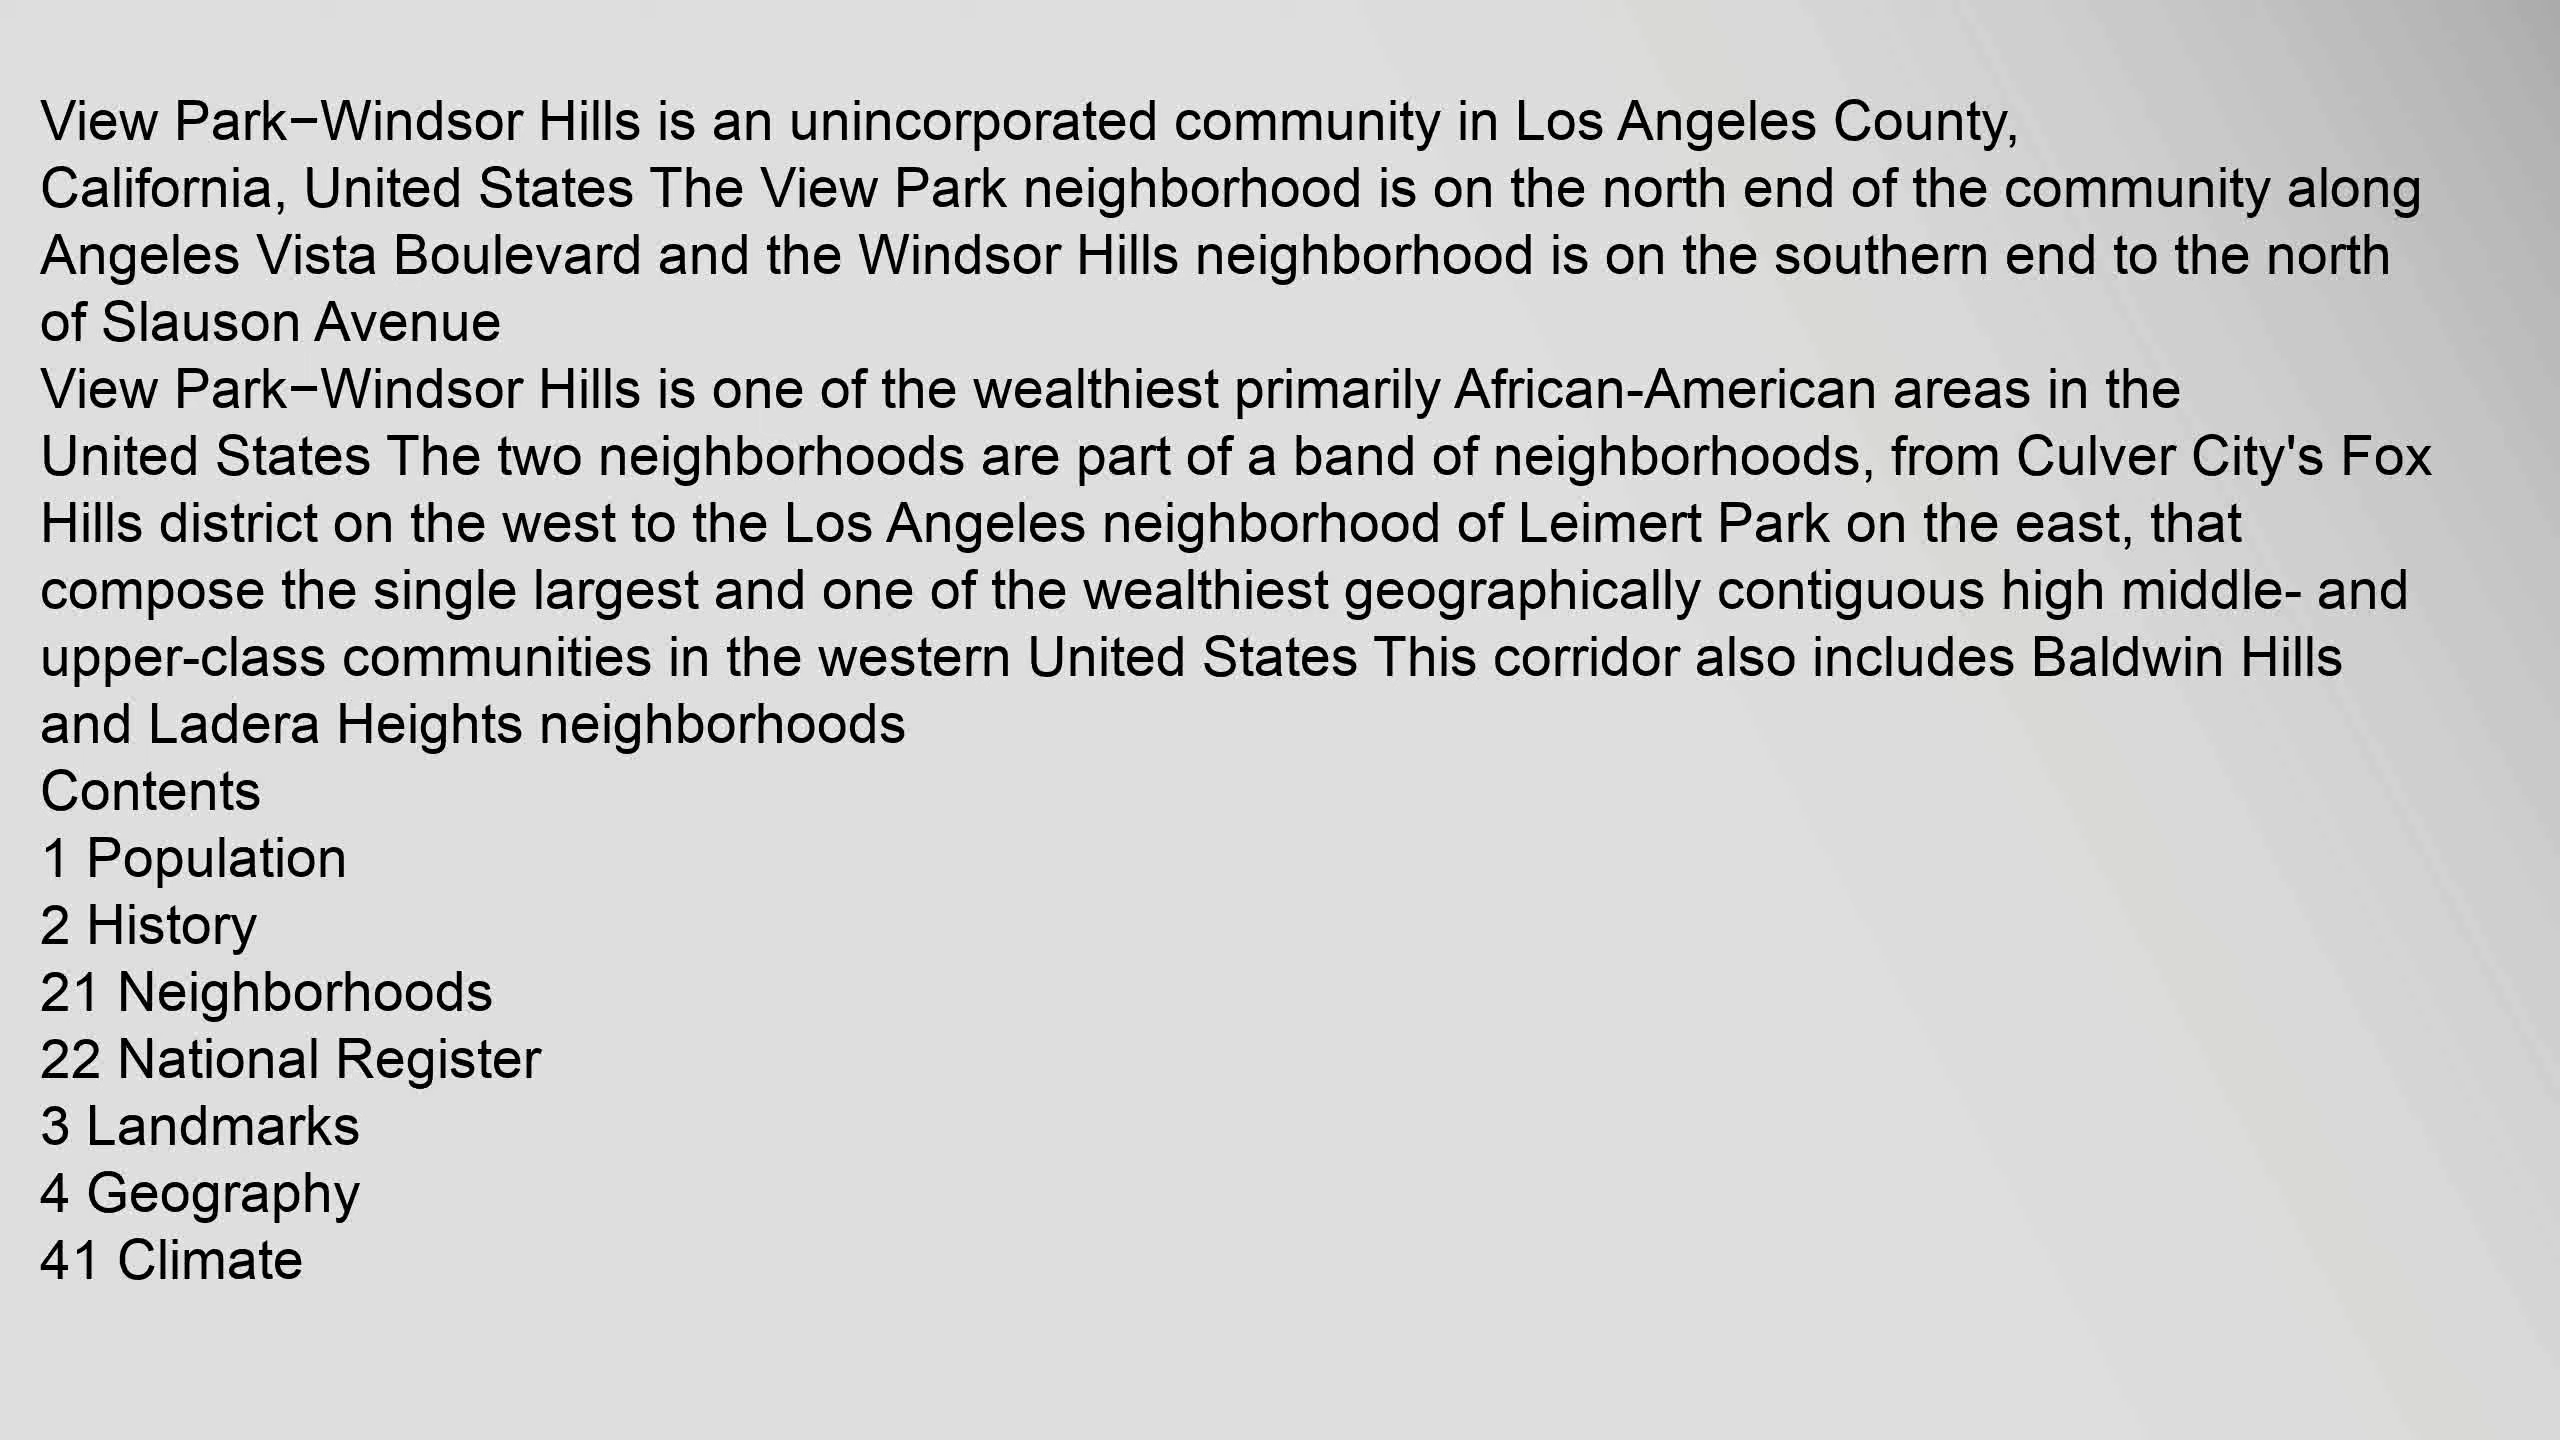 View Park−Windsor Hills is an unincorporated community in Los Angeles County,
California, United States The View Park neighborhood is on the north end of the community along
Angeles Vista Boulevard and the Windsor Hills neighborhood is on the southern end to the north
of Slauson Avenue
View Park−Windsor Hills is one of the wealthiest primarily African-American areas in the
United States The two neighborhoods are part of a band of neighborhoods, from Culver City's Fox
Hills district on the west to the Los Angeles neighborhood of Leimert Park on the east, that
compose the single largest and one of the wealthiest geographically contiguous high middle- and
upper-class communities in the western United States This corridor also includes Baldwin Hills
and Ladera Heights neighborhoods
Contents
1 Population
2 History
21 Neighborhoods
22 National Register
3 Landmarks
4 Geography
41 Climate